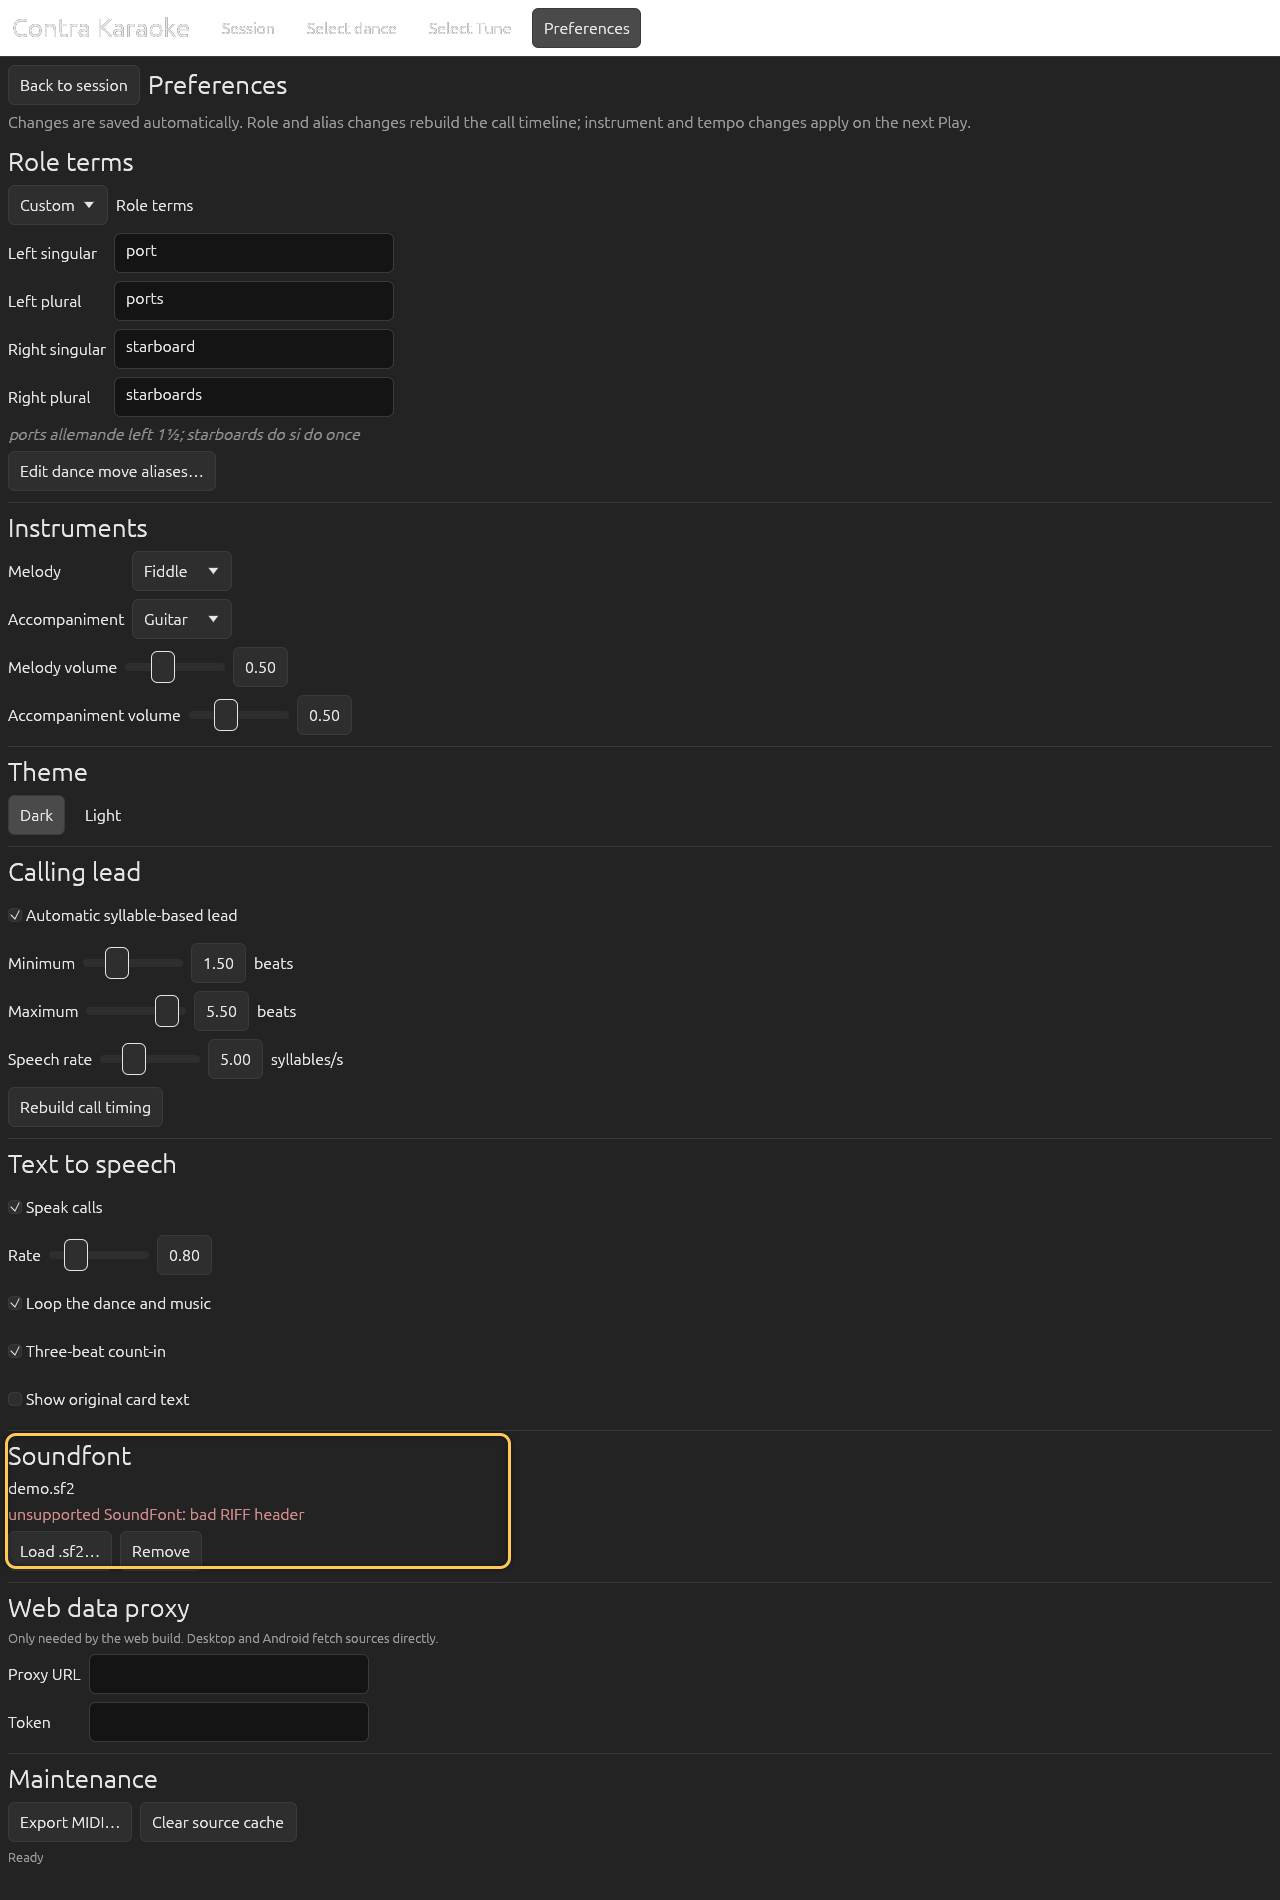 Contra Karaoke Session Select dance Select Tune Preferences
Back to session Preferences
Changes are saved automatically. Role and alias changes rebuild the call timeline; instrument and tempo changes apply on the next Play.
Role terms
Custom Role terms
Left singular port
Left plural ports
Right singular starboard
Right plural starboards
ports allemande left 1½; starboards do si do once
Edit dance move aliases...
Instruments
Melody Fiddle
Accompaniment Guitar
Melody volume 0.50
Accompaniment volume 0.50
Theme
Dark Light
Calling lead
Automatic syllable-based lead
Minimum 1.50 beats
Maximum 5.50 beats
Speech rate 5.00 syllables/s
Rebuild call timing
Text to speech
Speak calls
Rate 0.80
Loop the dance and music
Three-beat count-in
Show original card text
Soundfont
demo.sf2
unsupported SoundFont: bad RIFF header
Load .sf2... Remove
Web data proxy
Only needed by the web build. Desktop and Android fetch sources directly.
Proxy URL
Token
Maintenance
Export MIDI... Clear source cache
Ready